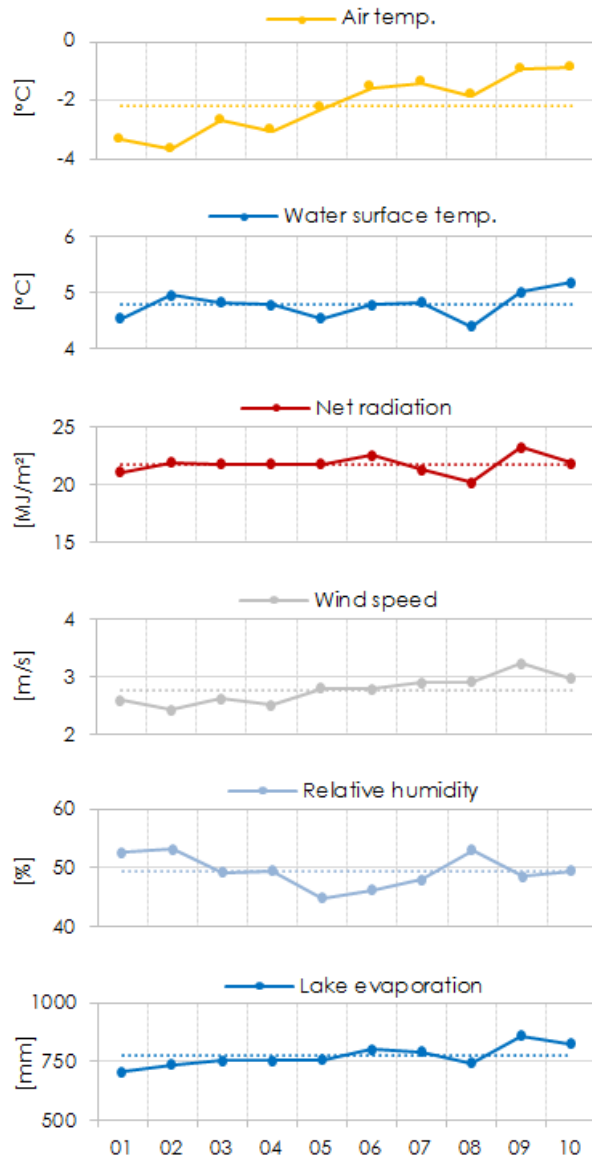 Air temp.
0
-2
-4
[°C]
Water surface temp.
6
5
4
[°C]
Net radiation
25
20
15
[MJ/m²]
Wind speed
4
3
2
[m/s]
Relative humidity
60
50
40
[%]
Lake evaporation
1000
750
500
[mm]
01 02 03 04 05 06 07 08 09 10